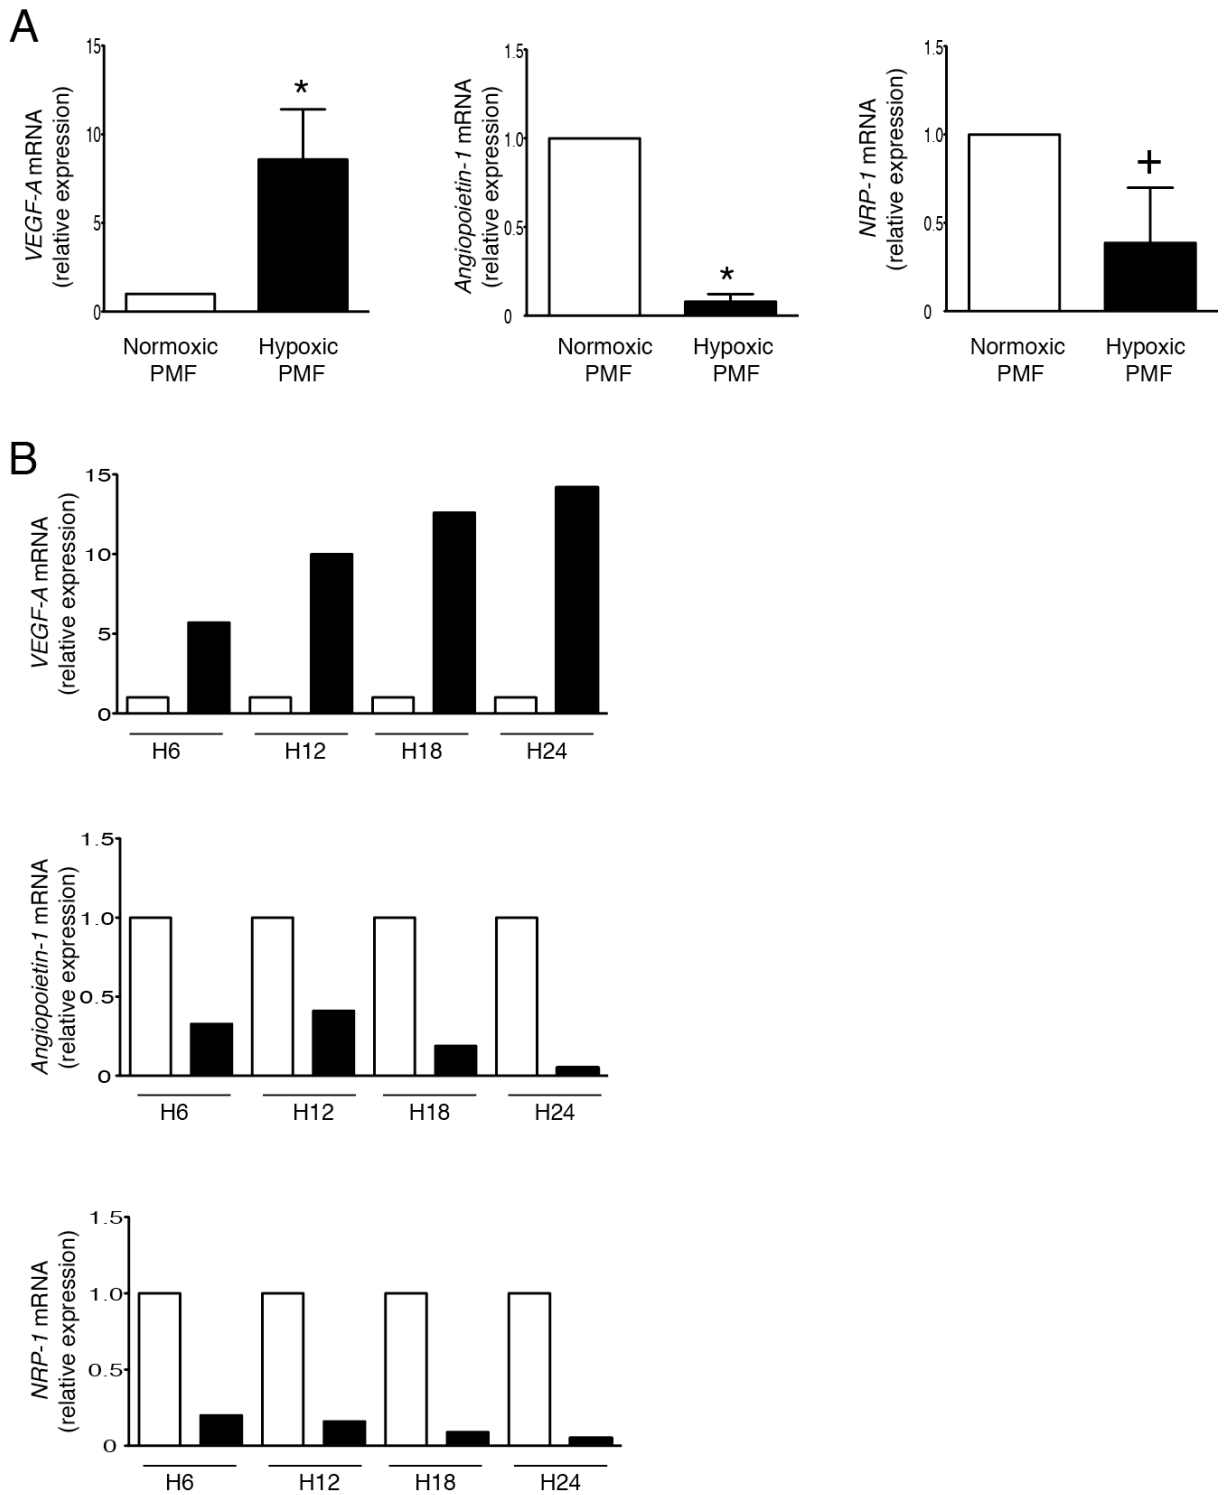 A
VEGF-A mRNA
(relative expression)
15
10
5
0
*
Normoxic
PMF
Hypoxic
PMF
Angiopoietin-1 mRNA
(relative expression)
1.5
1.0
0.5
0
*
Normoxic
PMF
Hypoxic
PMF
NRP-1 mRNA
(relative expression)
1.5
1.0
0.5
0
+
Normoxic
PMF
Hypoxic
PMF
B
VEGF-A mRNA
(relative expression)
15
10
5
0
H6
H12
H18
H24
Angiopoietin-1 mRNA
(relative expression)
1.5
1.0
0.5
0
H6
H12
H18
H24
NRP-1 mRNA
(relative expression)
1.5
1.0
0.5
0
H6
H12
H18
H24